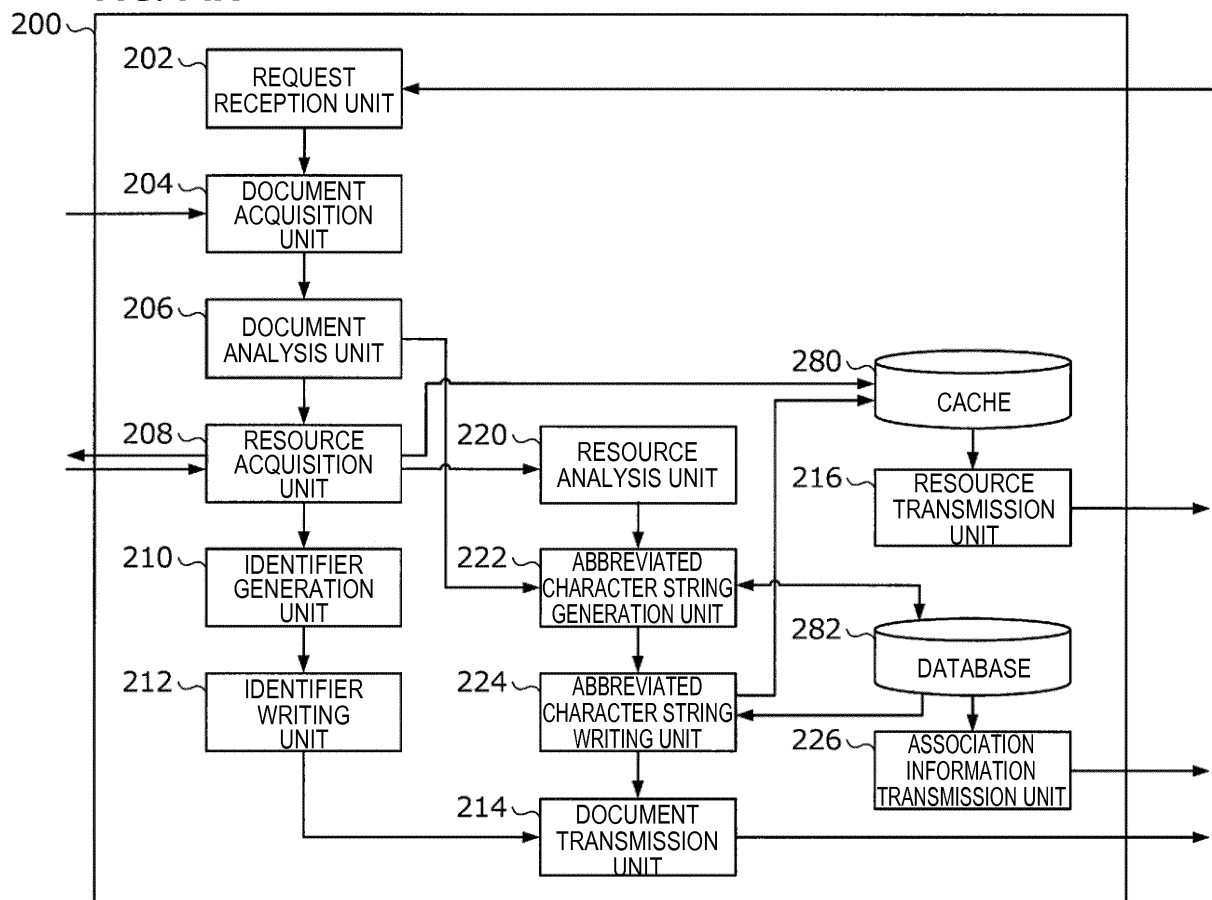 200
202
REQUEST
RECEPTION UNIT
204
DOCUMENT
ACQUISITION
UNIT
206
DOCUMENT
ANALYSIS UNIT
280
CACHE
208
RESOURCE
ACQUISITION
UNIT
220
RESOURCE
ANALYSIS UNIT
216
RESOURCE
TRANSMISSION
UNIT
210
IDENTIFIER
GENERATION
UNIT
222
ABBREVIATED
CHARACTER STRING
GENERATION UNIT
282
DATABASE
212
IDENTIFIER
WRITING
UNIT
224
ABBREVIATED
CHARACTER STRING
WRITING UNIT
226
ASSOCIATION
INFORMATION
TRANSMISSION UNIT
214
DOCUMENT
TRANSMISSION
UNIT